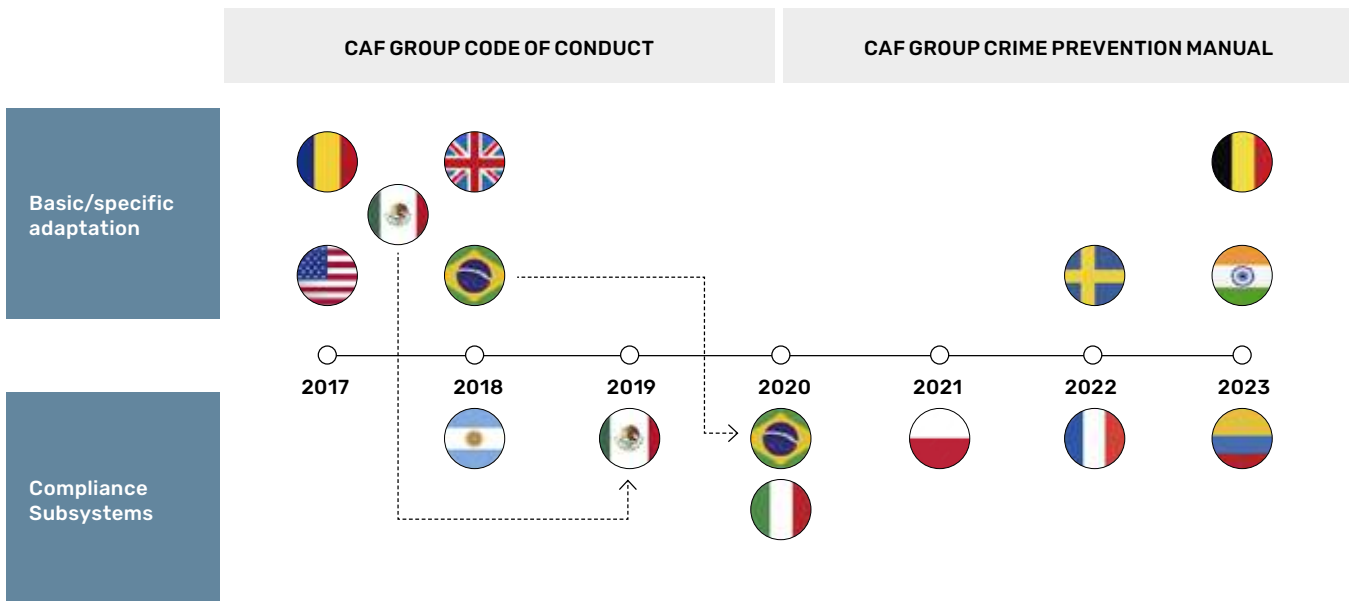 CAF GROUP CODE OF CONDUCT
CAF GROUP CRIME PREVENTION MANUAL
Basic/specific
adaptation
2017
2018
2019
2020
2021
2022
2023
Compliance
Subsystems